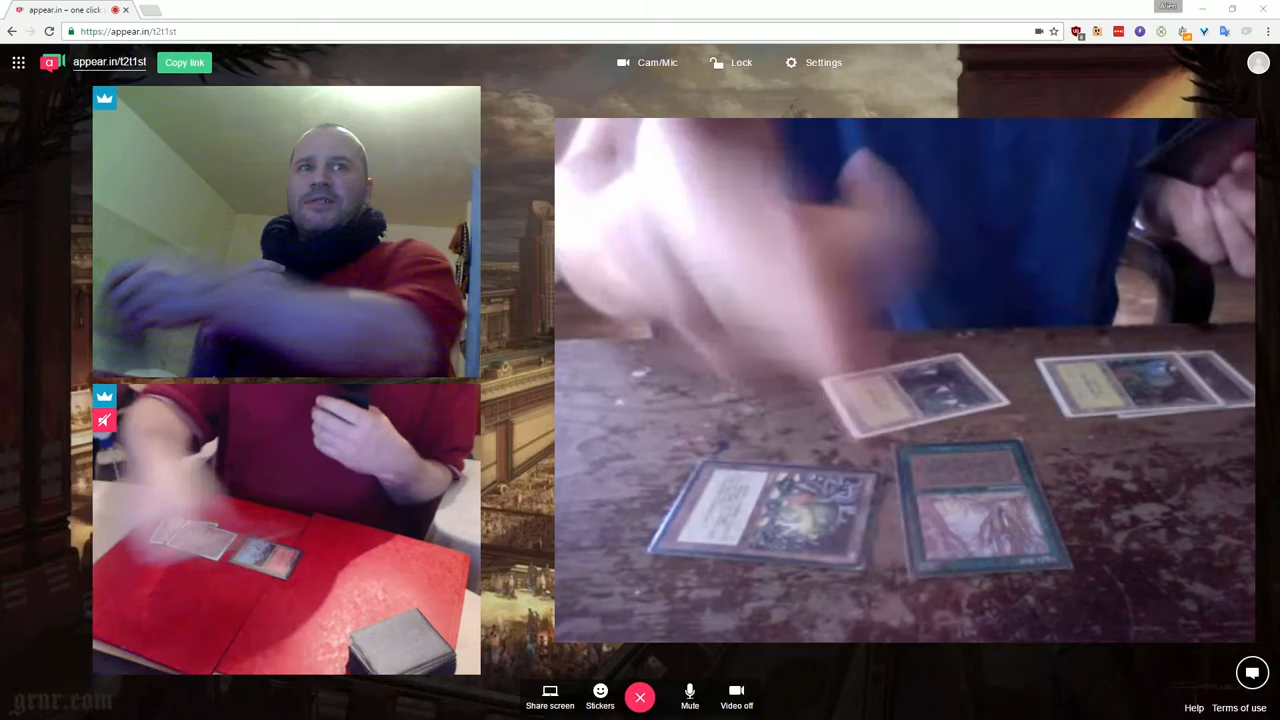 appear.in – one click
Alien
https://appear.in/t2t1st
appear.in/t2t1st
Copy link
Cam/Mic
Lock
Settings
grnr.com
Share screen
Stickers
Mute
Video off
Help
Terms of use